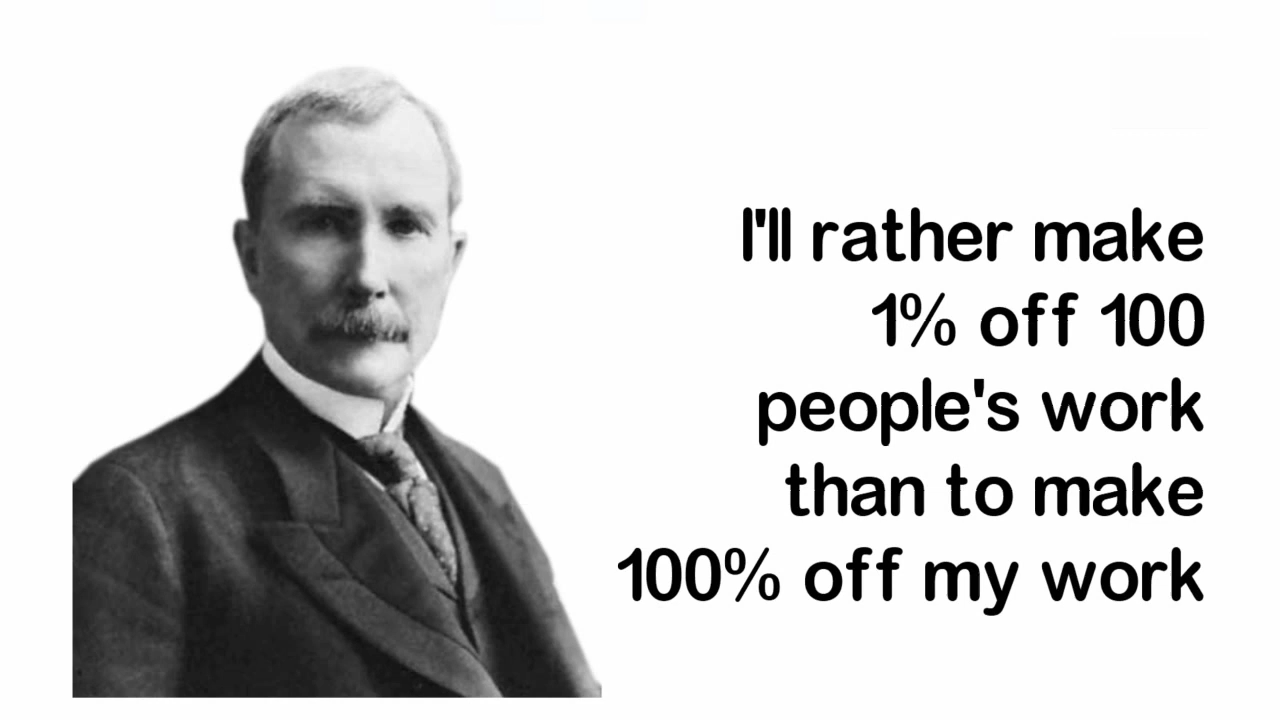 I'll rather make
1% off 100
people's work
than to make
100% off my work